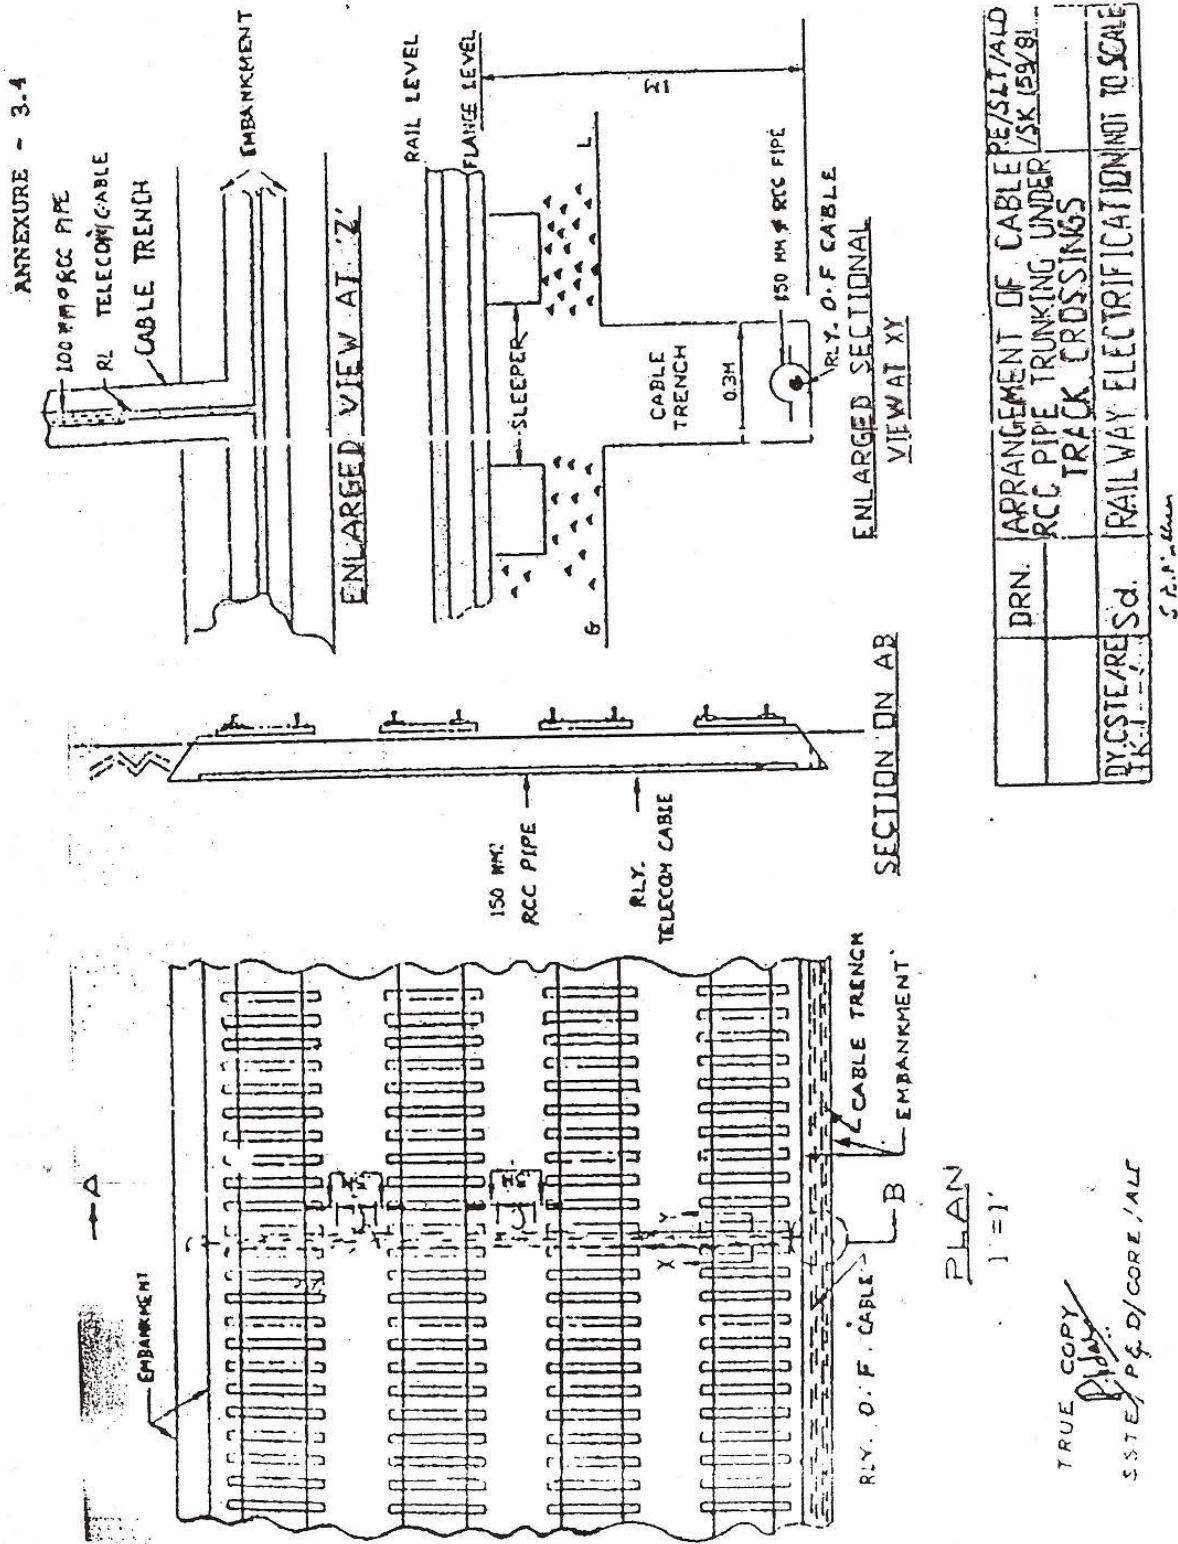 ANNEXURE - 3.4
100 MM Ø RCC PIPE
RL TELECOM CABLE
CABLE TRENCH
EMBANKMENT
ENLARGED VIEW AT 'Z'
RAIL LEVEL
FLANGE LEVEL
SLEEPER
1M
G
L
CABLE
TRENCH
0.3M
150 MM Ø RCC PIPE
RLY. O.F CABLE
ENLARGED SECTIONAL
VIEW AT XY
150 MM
RCC PIPE
RLY.
TELECOM CABLE
SECTION ON AB
A
EMBANKMENT
X
Y
B
RLY. O.F. CABLE
CABLE TRENCH
EMBANKMENT
PLAN
1"=1'
TRUE COPY
SSTE/P&D/CORE/ALD
DRN.
ARRANGEMENT OF CABLE
RCC PIPE TRUNKING UNDER
TRACK CROSSINGS
RE/SLT/ALD
/SK 159/81
DY.CSTE/RE
Sd.
RAILWAY ELECTRIFICATION
NOT TO SCALE